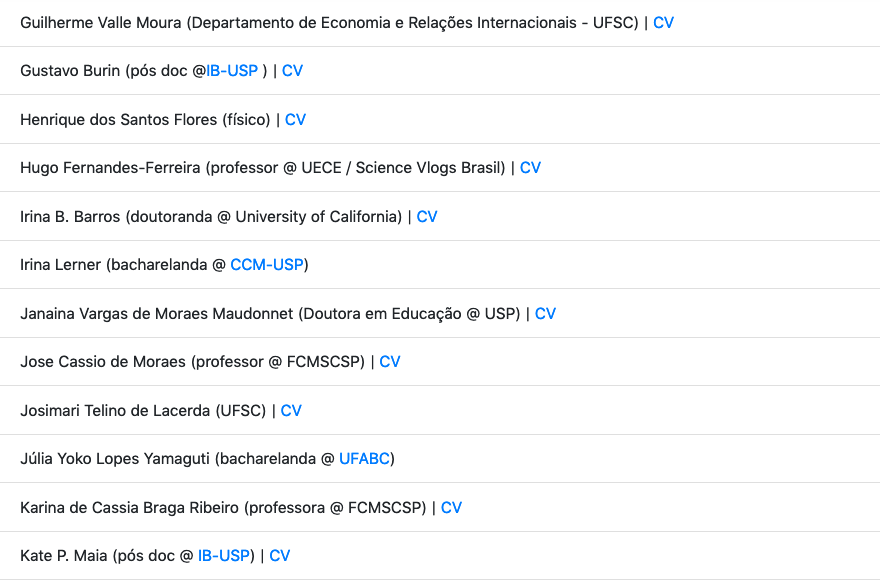 Guilherme Valle Moura (Departamento de Economia e Relações Internacionais - UFSC) | CV
Gustavo Burin (pós doc @IB-USP ) | CV
Henrique dos Santos Flores (físico) | CV
Hugo Fernandes-Ferreira (professor @ UECE / Science Vlogs Brasil) | CV
Irina B. Barros (doutoranda @ University of California) | CV
Irina Lerner (bacharelanda @ CCM-USP)
Janaina Vargas de Moraes Maudonnet (Doutora em Educação @ USP) | CV
Jose Cassio de Moraes (professor @ FCMSCSP) | CV
Josimari Telino de Lacerda (UFSC) | CV
Júlia Yoko Lopes Yamaguti (bacharelanda @ UFABC)
Karina de Cassia Braga Ribeiro (professora @ FCMSCSP) | CV
Kate P. Maia (pós doc @ IB-USP) | CV